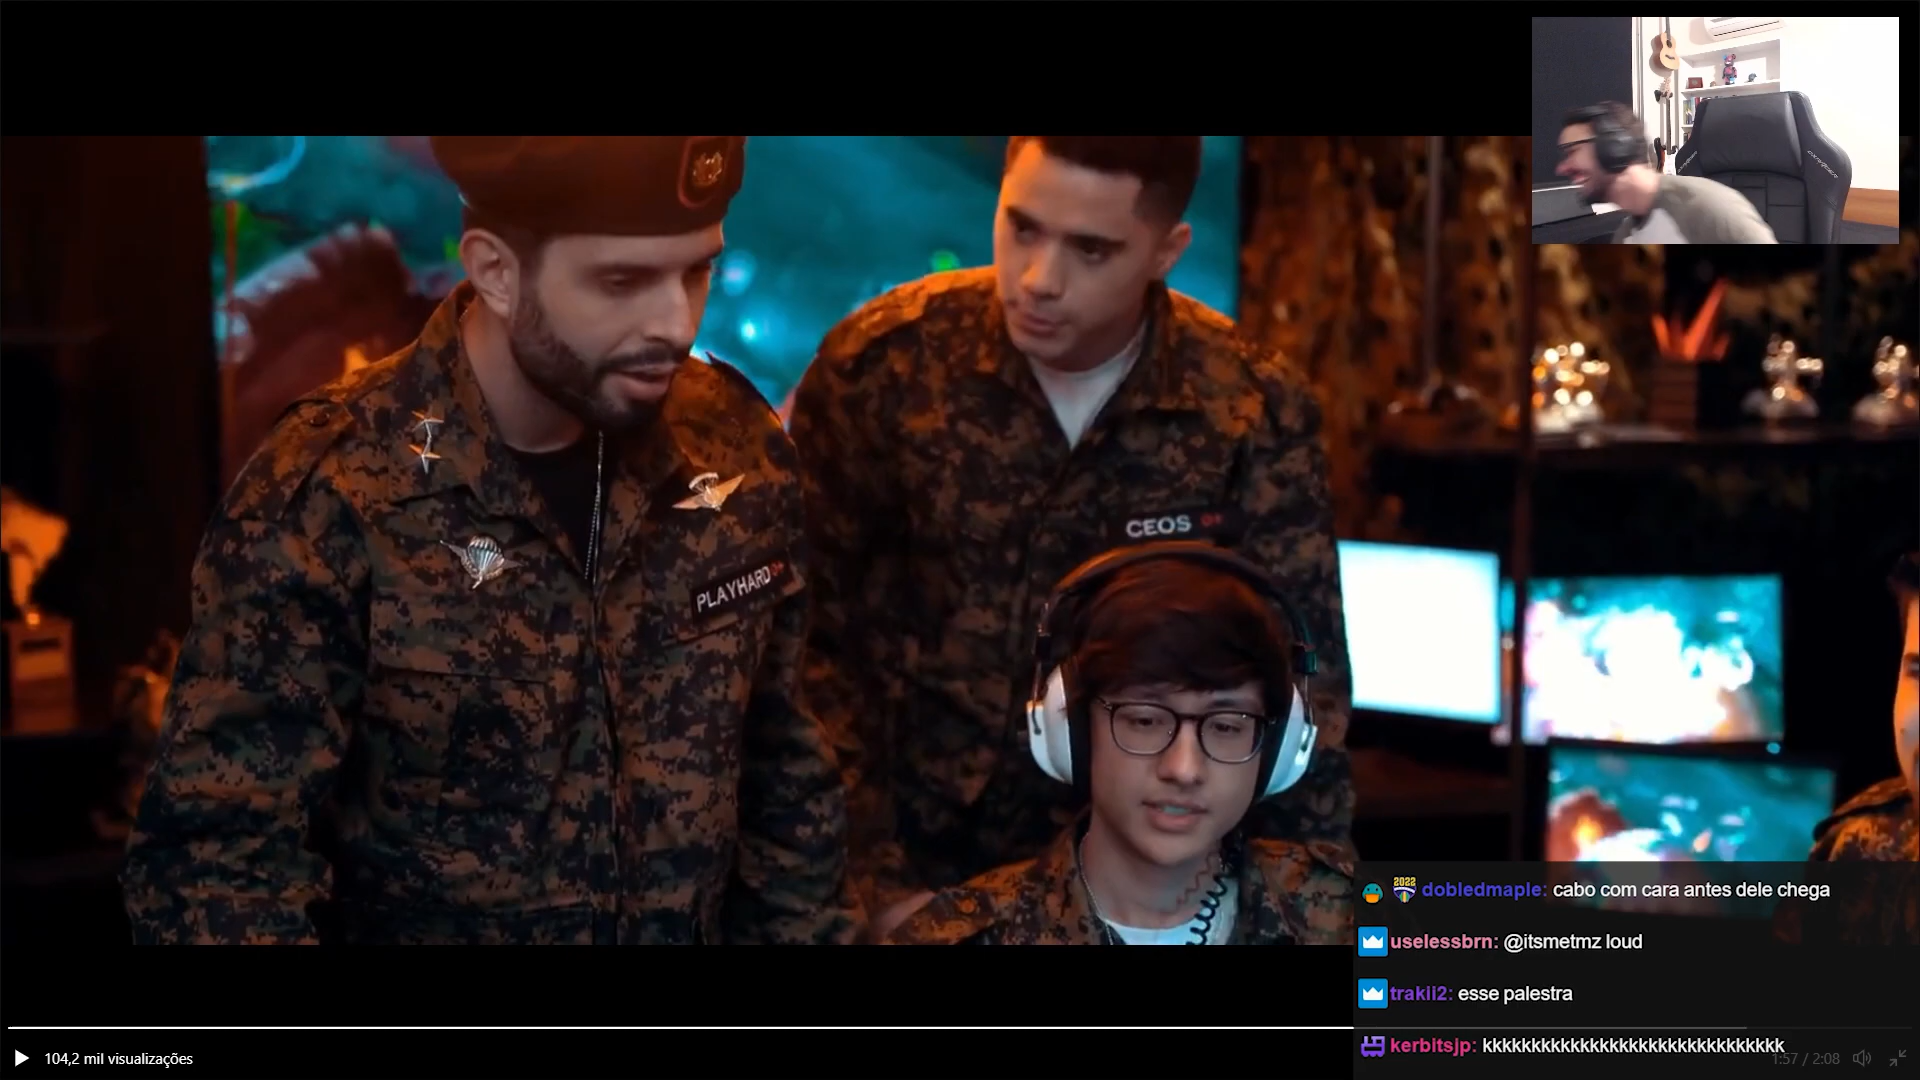 CEOS
PLAYHARD
2022
dobledmaple: cabo com cara antes dele chega
uselessbrn: @itsmetmz loud
trakii2: esse palestra
kerbitsjp: kkkkkkkkkkkkkkkkkkkkkkkkkkkkkkk
104,2 mil visualizações
1:57 / 2:08